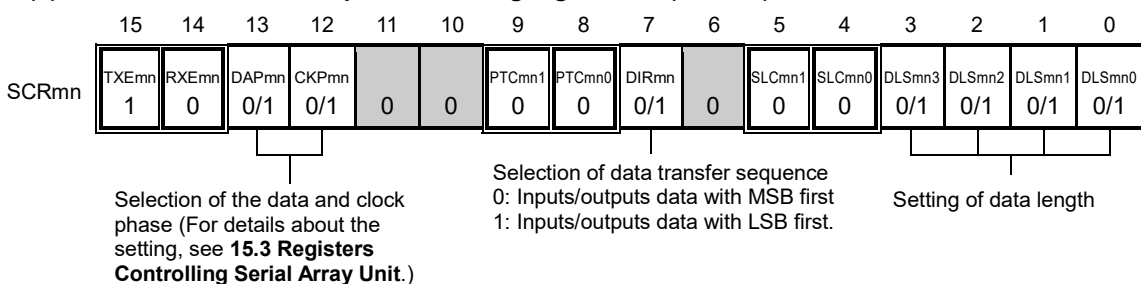 15 14 13 12 11 10 9 8 7 6 5 4 3 2 1 0
TXEmn RXEmn DAPmn CKPmn PTCmn1 PTCmn0 DIRmn SLCmn1 SLCmn0 DLSmn3 DLSmn2 DLSmn1 DLSmn0
SCRmn
1 0 0/1 0/1 0 0 0 0 0/1 0 0 0 0/1 0/1 0/1 0/1
Selection of the data and clock
phase (For details about the
setting, see 15.3 Registers
Controlling Serial Array Unit.)
Selection of data transfer sequence
0: Inputs/outputs data with MSB first
1: Inputs/outputs data with LSB first.
Setting of data length